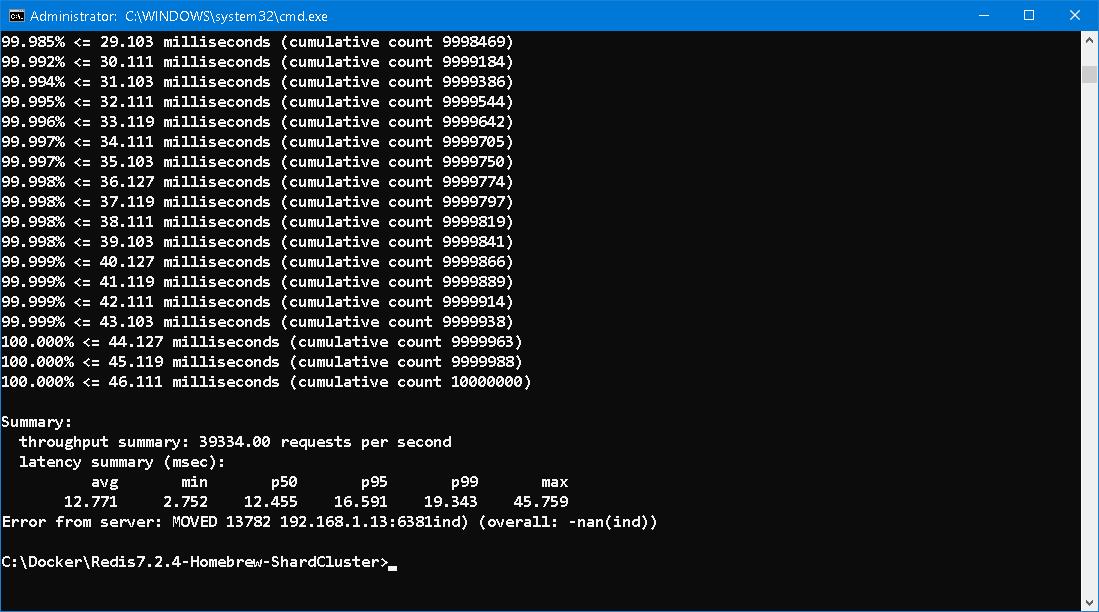 Administrator: C:\WINDOWS\system32\cmd.exe
99.985% <= 29.103 milliseconds (cumulative count 9998469)
99.992% <= 30.111 milliseconds (cumulative count 9999184)
99.994% <= 31.103 milliseconds (cumulative count 9999386)
99.995% <= 32.111 milliseconds (cumulative count 9999544)
99.996% <= 33.119 milliseconds (cumulative count 9999642)
99.997% <= 34.111 milliseconds (cumulative count 9999705)
99.997% <= 35.103 milliseconds (cumulative count 9999750)
99.998% <= 36.127 milliseconds (cumulative count 9999774)
99.998% <= 37.119 milliseconds (cumulative count 9999797)
99.998% <= 38.111 milliseconds (cumulative count 9999819)
99.998% <= 39.103 milliseconds (cumulative count 9999841)
99.999% <= 40.127 milliseconds (cumulative count 9999866)
99.999% <= 41.119 milliseconds (cumulative count 9999889)
99.999% <= 42.111 milliseconds (cumulative count 9999914)
99.999% <= 43.103 milliseconds (cumulative count 9999938)
100.000% <= 44.127 milliseconds (cumulative count 9999963)
100.000% <= 45.119 milliseconds (cumulative count 9999988)
100.000% <= 46.111 milliseconds (cumulative count 10000000)
Summary:
throughput summary: 39334.00 requests per second
latency summary (msec):
avg min p50 p95 p99 max
12.771 2.752 12.455 16.591 19.343 45.759
Error from server: MOVED 13782 192.168.1.13:6381ind) (overall: -nan(ind))
C:\Docker\Redis7.2.4-Homebrew-ShardCluster>